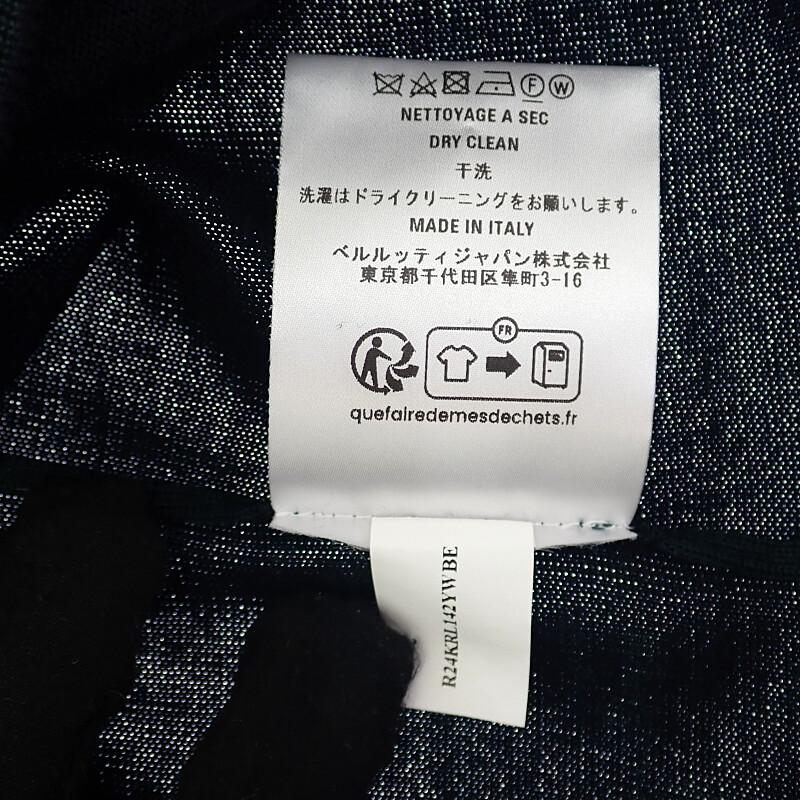 F W
NETTOYAGE A SEC
DRY CLEAN
干洗
洗濯はドライクリーニングをお願いします。
MADE IN ITALY
ベルルッティジャパン株式会社
東京都千代田区隼町3-16
FR
quefairedemesdechets.fr
R24KRL142YWBE